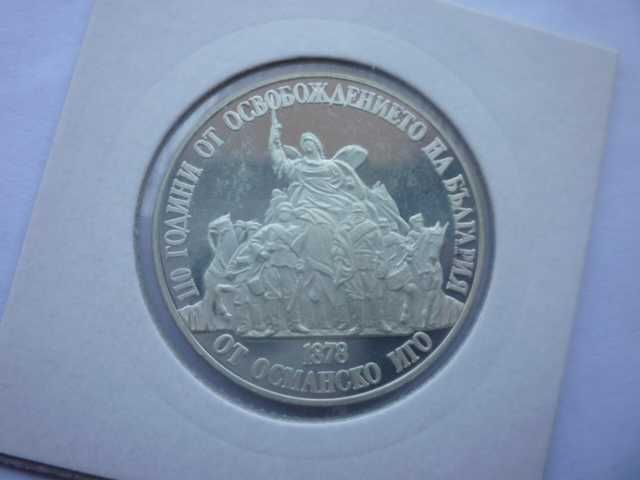 110 ГОДИНИ ОТ ОСВОБОЖДЕНИЕТО НА БЪЛГАРИЯ
1878
ОТ ОСМАНСКО ИГО